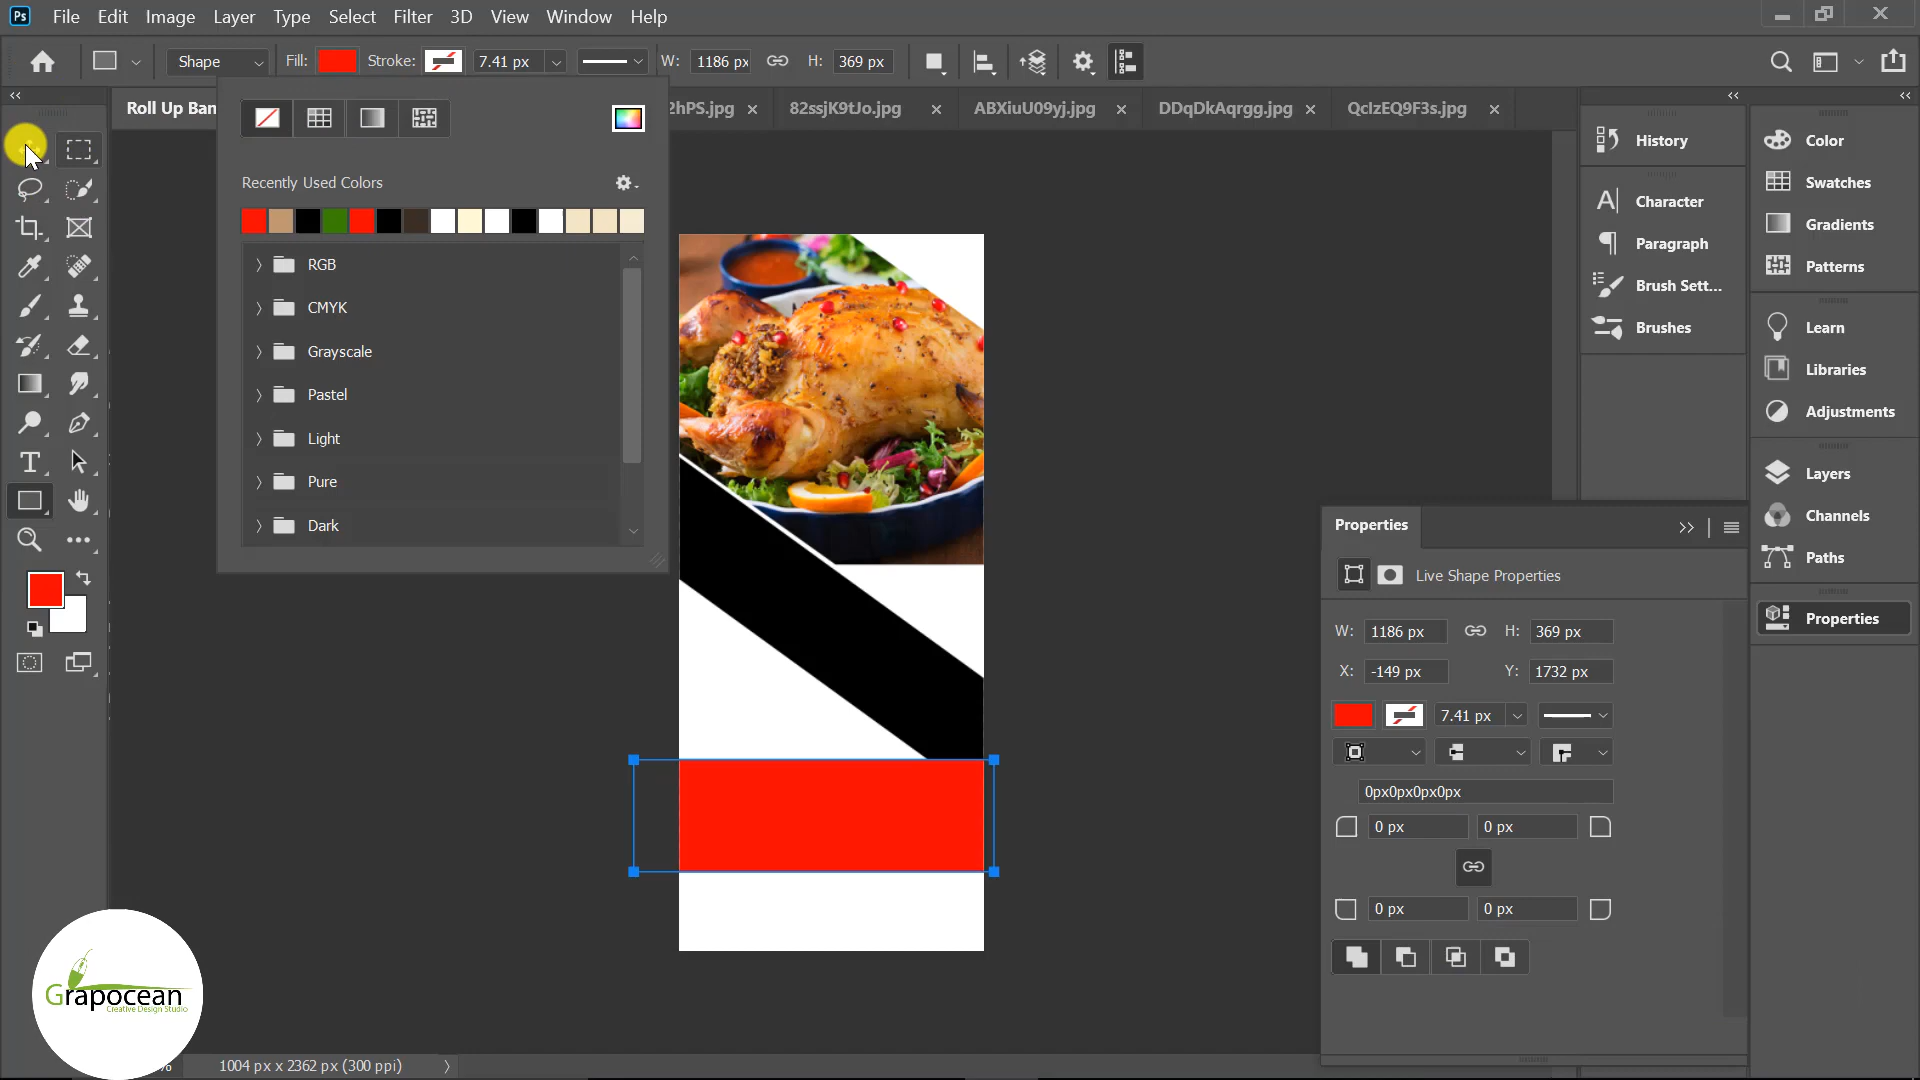 Ps File Edit Image Layer Type Select Filter 3D View Window Help
Shape Fill: Stroke: 7.41 px W: 1186 px H: 369 px
Roll Up Ban 2hPS.jpg 82ssjK9tJo.jpg ABXiuU09yj.jpg DDqDkAqrgg.jpg QcIzEQ9F3s.jpg
Recently Used Colors
RGB
CMYK
Grayscale
Pastel
Light
Pure
Dark
History
Character
Paragraph
Brush Sett...
Brushes
Color
Swatches
Gradients
Patterns
Learn
Libraries
Adjustments
Layers
Channels
Paths
Properties
Properties
Live Shape Properties
W: 1186 px H: 369 px
X: -149 px Y: 1732 px
7.41 px
0px0px0px0px
0 px 0 px
0 px 0 px
Grapocean
Creative Design Studio
% 1004 px x 2362 px (300 ppi)